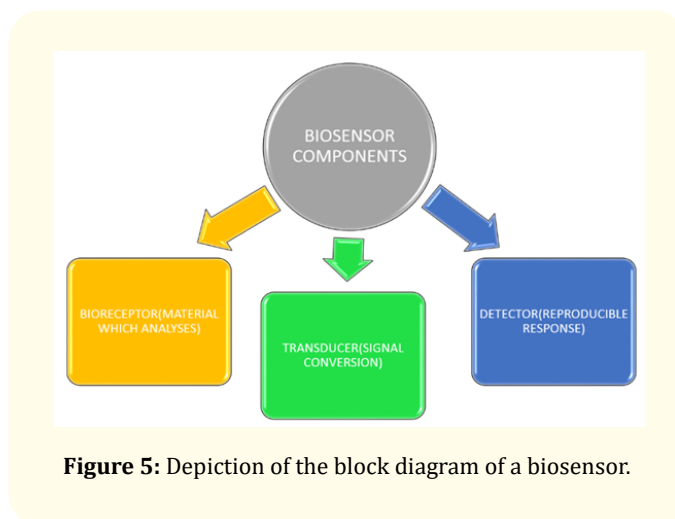 BIOSENSOR
COMPONENTS
BIORECEPTOR(MATERIAL
WHICH ANALYSES)
TRANSDUCER(SIGNAL
CONVERSION)
DETECTOR(REPRODUCIBLE
RESPONSE)
Figure 5: Depiction of the block diagram of a biosensor.